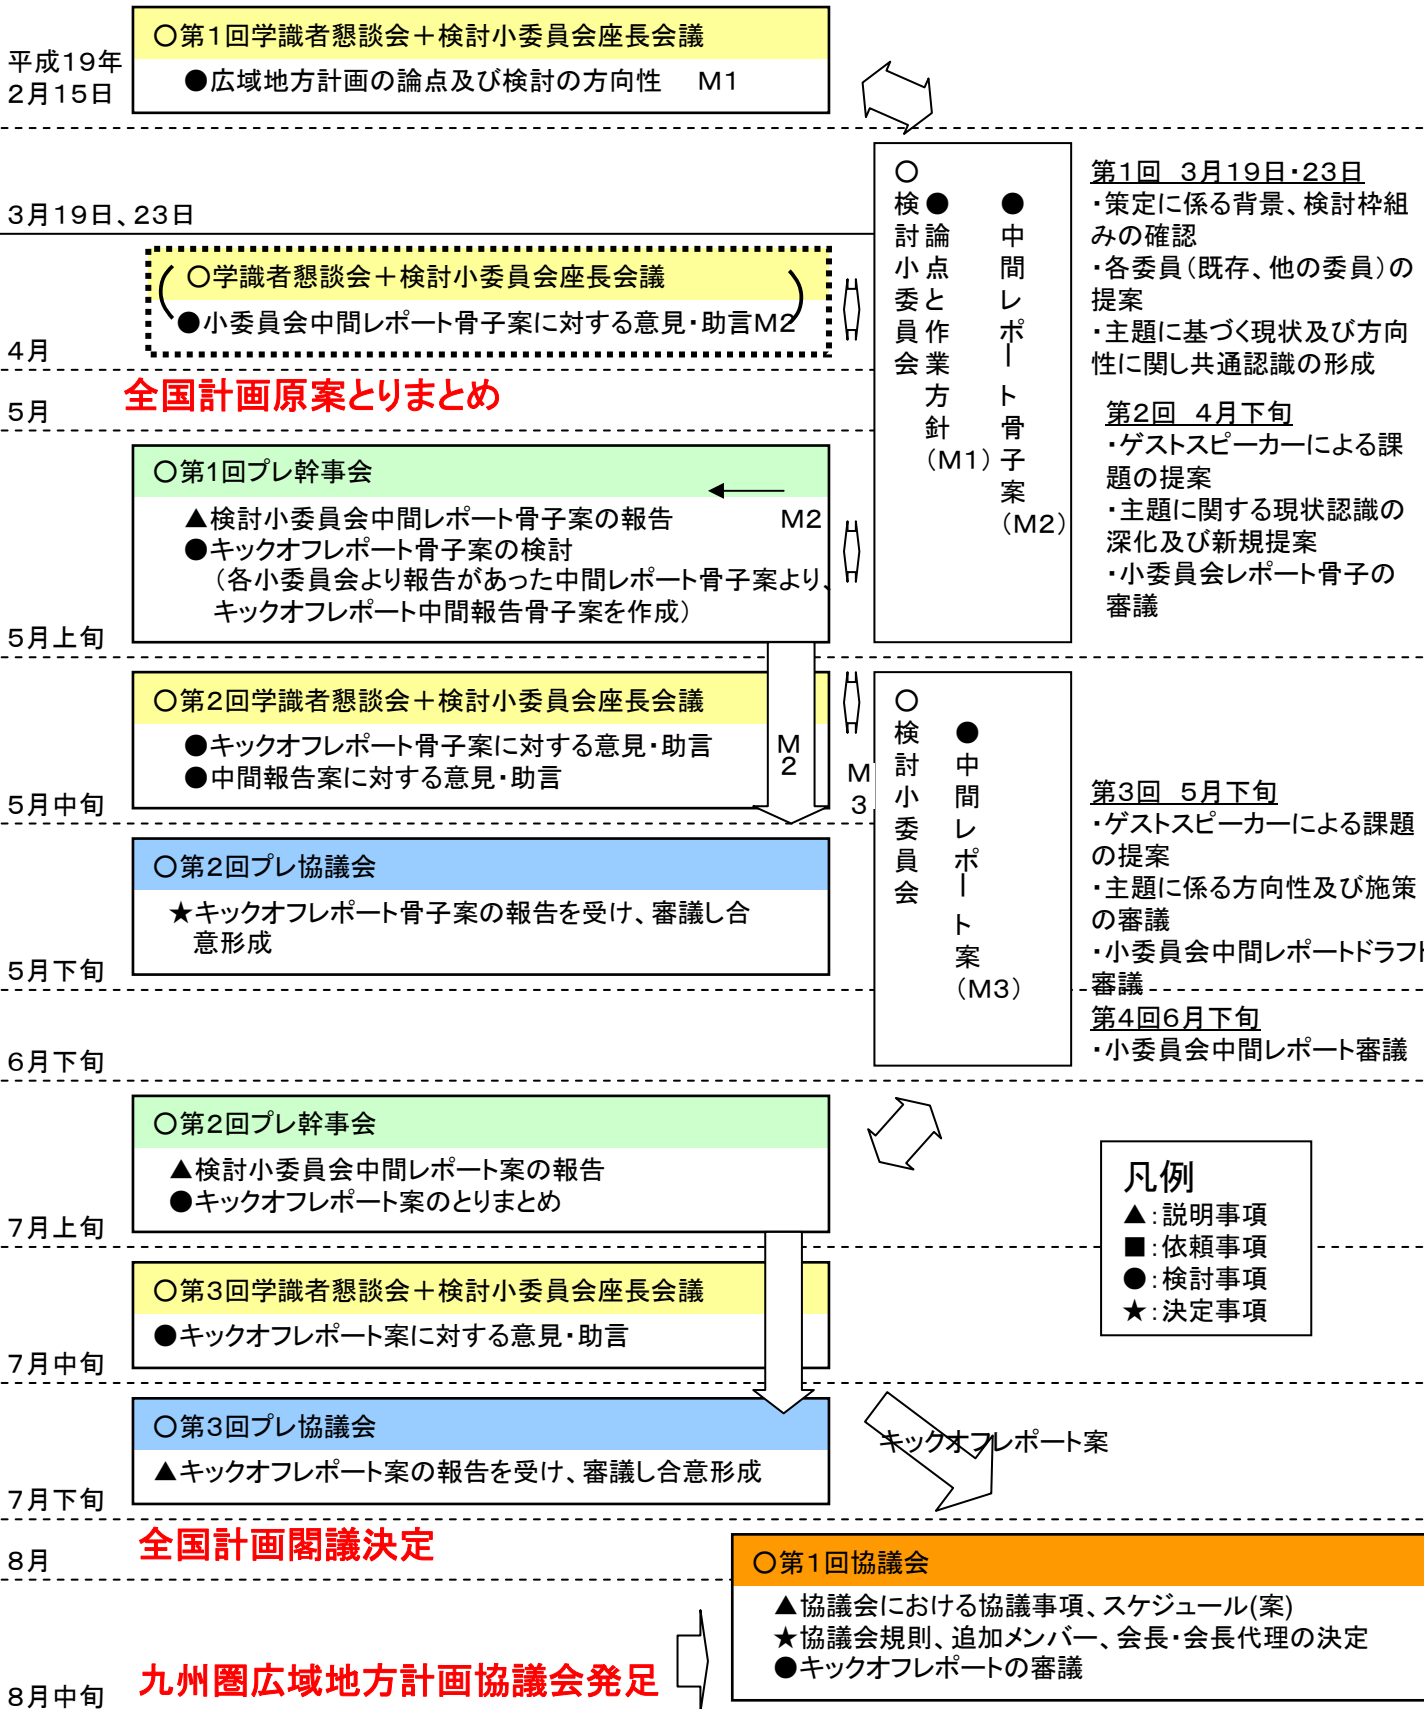 平成19年
2月15日
○第1回学識者懇談会＋検討小委員会座長会議
●広域地方計画の論点及び検討の方向性　M1
3月19日、23日
○学識者懇談会＋検討小委員会座長会議
●小委員会中間レポート骨子案に対する意見・助言M2
4月
全国計画原案とりまとめ
5月
○第1回プレ幹事会
▲検討小委員会中間レポート骨子案の報告　M2
●キックオフレポート骨子案の検討
（各小委員会より報告があった中間レポート骨子案より、
キックオフレポート中間報告骨子案を作成）
5月上旬
○検討小委員会
●論点と作業方針（M1）
●中間レポート骨子案（M2）
第1回　3月19日・23日
・策定に係る背景、検討枠組
みの確認
・各委員（既存、他の委員）の
提案
・主題に基づく現状及び方向
性に関し共通認識の形成
第2回　4月下旬
・ゲストスピーカーによる課
題の提案
・主題に関する現状認識の
深化及び新規提案
・小委員会レポート骨子の
審議
○第2回学識者懇談会＋検討小委員会座長会議
●キックオフレポート骨子案に対する意見・助言
●中間報告案に対する意見・助言
M2
M3
5月中旬
○第2回プレ協議会
★キックオフレポート骨子案の報告を受け、審議し合
意形成
5月下旬
○検討小委員会
●中間レポート案（M3）
第3回　5月下旬
・ゲストスピーカーによる課題
の提案
・主題に係る方向性及び施策
の審議
・小委員会中間レポートドラフト
審議
第4回6月下旬
・小委員会中間レポート審議
6月下旬
○第2回プレ幹事会
▲検討小委員会中間レポート案の報告
●キックオフレポート案のとりまとめ
7月上旬
凡例
▲：説明事項
■：依頼事項
●：検討事項
★：決定事項
○第3回学識者懇談会＋検討小委員会座長会議
●キックオフレポート案に対する意見・助言
7月中旬
○第3回プレ協議会
▲キックオフレポート案の報告を受け、審議し合意形成
キックオフレポート案
7月下旬
全国計画閣議決定
8月
○第1回協議会
▲協議会における協議事項、スケジュール(案)
★協議会規則、追加メンバー、会長・会長代理の決定
●キックオフレポートの審議
九州圏広域地方計画協議会発足
8月中旬